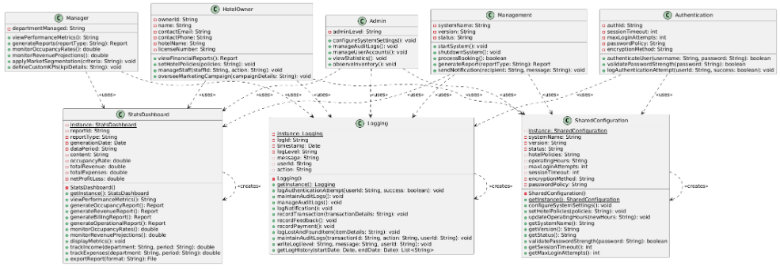 Manager
departmentManaged: String
viewPerformanceMetrics(): void
generateReports(reportType: String): Report
monitorOccupancyRates(): double
monitorRevenueProjections(): double
applyMarketSegmentation(criteria: String): void
defineCustomKPIs(kpiDetails: String): void
HotelOwner
ownerId: String
name: String
contactEmail: String
contactPhone: String
hotelName: String
licenseNumber: String
viewFinancialReports(): Report
setHotelPolicies(policies: String): void
manageStaff(staffId: String, action: String): void
overseeMarketingCampaign(campaignDetails: String): void
Admin
adminLevel: String
configureSystemSettings(): void
manageAuditLogs(): void
manageUserAccounts(): void
viewStatistics(): void
observeInventory(): void
Management
systemName: String
version: String
status: String
startSystem(): void
shutdownSystem(): void
processBooking(): boolean
generateReport(reportType: String): Report
sendNotification(recipient: String, message: String): void
Authentication
authId: String
sessionTimeout: int
maxLoginAttempts: int
passwordPolicy: String
encryptionMethod: String
authenticateUser(username: String, password: String): boolean
validatePasswordStrength(password: String): boolean
logAuthenticationAttempt(userId: String, success: boolean): void
«uses»
«uses»
«uses»
«uses»
«uses»
«uses»
«uses»
«uses»
StatsDashboard
instance: StatsDashboard
reportId: String
reportType: String
generationDate: Date
dataPeriod: String
content: String
occupancyRate: double
totalRevenue: double
totalExpenses: double
netProfitLoss: double
StatsDashboard()
getInstance(): StatsDashboard
viewPerformanceMetrics(): void
generateOccupancyReport(): Report
generateRevenueReport(): Report
generateBillingReport(): Report
generateOperationalReport(): Report
monitorOccupancyRates(): double
monitorRevenueProjections(): double
displayMetrics(): void
trackIncome(department: String, period: String): double
trackExpenses(department: String, period: String): double
exportReport(format: String): File
«creates»
Logging
instance: Logging
logId: String
timestamp: Date
logLevel: String
message: String
userId: String
action: String
Logging()
getInstance(): Logging
logAuthenticationAttempt(userId: String, success: boolean): void
maintainAuditLogs(): void
manageAuditLogs(): void
logNotification(): void
recordTransaction(transactionDetails: String): void
recordFeedback(): void
recordPayment(): void
logLostAndFoundItem(itemDetails: String): void
maintainAuditLogs(transactionId: String, action: String, userId: String): void
writeLog(level: String, message: String, userId: String): void
getLogHistory(startDate: Date, endDate: Date): List<String>
«creates»
SharedConfiguration
instance: SharedConfiguration
systemName: String
version: String
status: String
hotelPolicies: String
operatingHours: String
maxLoginAttempts: int
sessionTimeout: int
encryptionMethod: String
passwordPolicy: String
SharedConfiguration()
getInstance(): SharedConfiguration
configureSystemSettings(): void
setHotelPolicies(policies: String): void
updateOperatingHours(newHours: String): void
getSystemName(): String
getVersion(): String
getStatus(): String
validatePasswordStrength(password: String): boolean
getSessionTimeout(): int
getMaxLoginAttempts(): int
«creates»